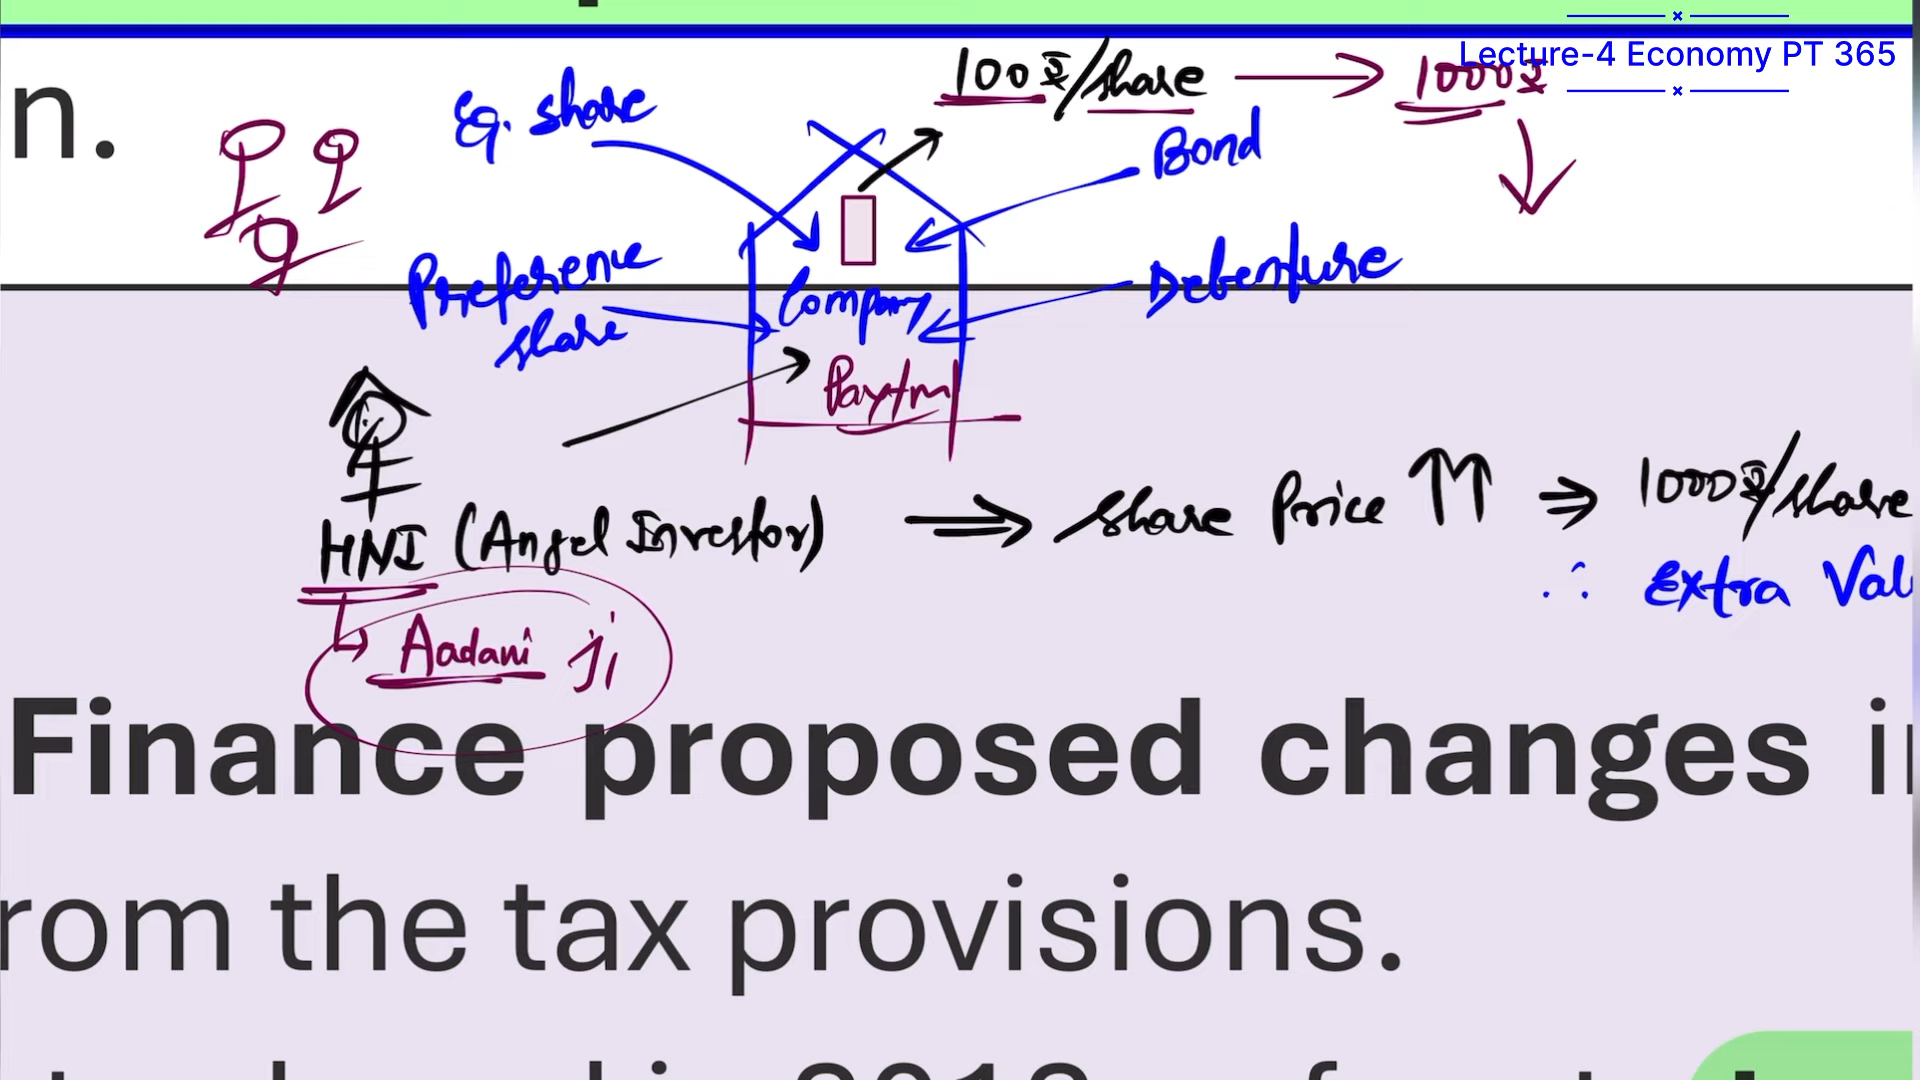 Lecture-4 Economy PT 365
100₹/share → 1000₹
Eq. share
Bond
n.
Preference
share
Debenture
Company
Paytm
HNI (Angel Investor) ⇒ Share Price ↑↑ ⇒ 1000₹/share
∴ Extra Val
Aadani ji
Finance proposed changes i
rom the tax provisions.